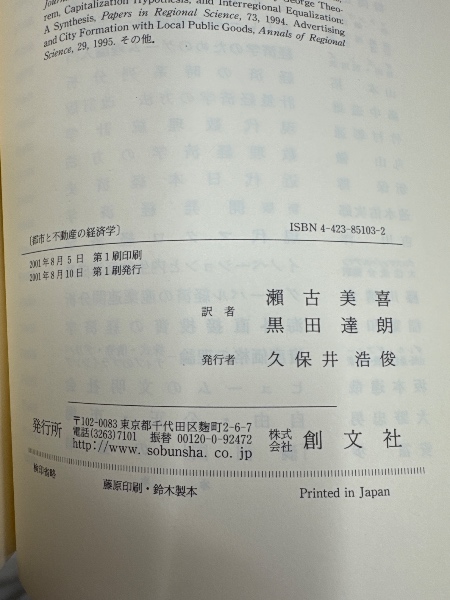 rem, Capitalization Hypothesis, and Interregional Equalization:
A Synthesis, Papers in Regional Science, 73, 1994. Advertising
and City Formation with Local Public Goods, Annals of Regional
Science, 29, 1995. その他.
〔都市と不動産の経済学〕
ISBN 4-423-85103-2
2001年8月5日 第1刷印刷
2001年8月10日 第1刷発行
訳者 瀬古美喜
黒田達朗
発行者 久保井浩俊
発行所 〒102-0083 東京都千代田区麹町2-6-7
電話(3263)7101 振替 00120-0-92472
http://www.sobunsha.co.jp
株式会社 創文社
検印省略
藤原印刷・鈴木製本
Printed in Japan